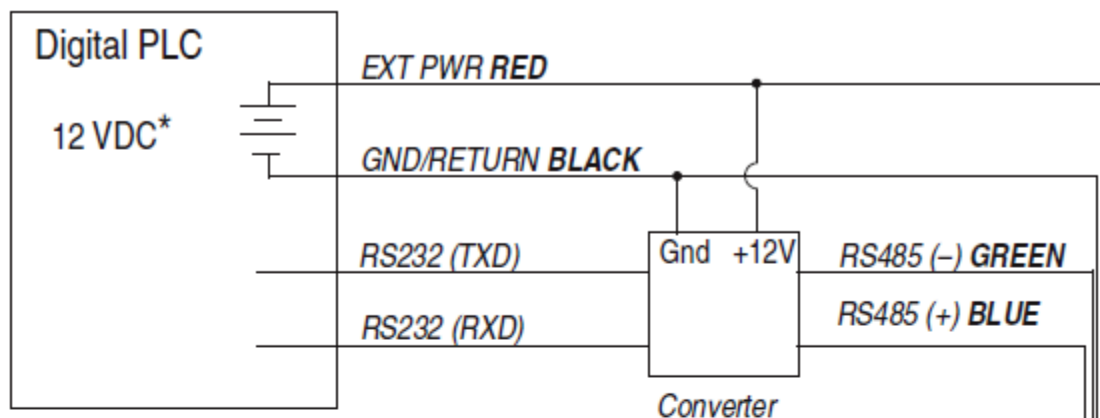 Digital PLC
12 VDC*
EXT PWR RED
GND/RETURN BLACK
RS232 (TXD)
RS232 (RXD)
Gnd +12V
RS485 (–) GREEN
RS485 (+) BLUE
Converter